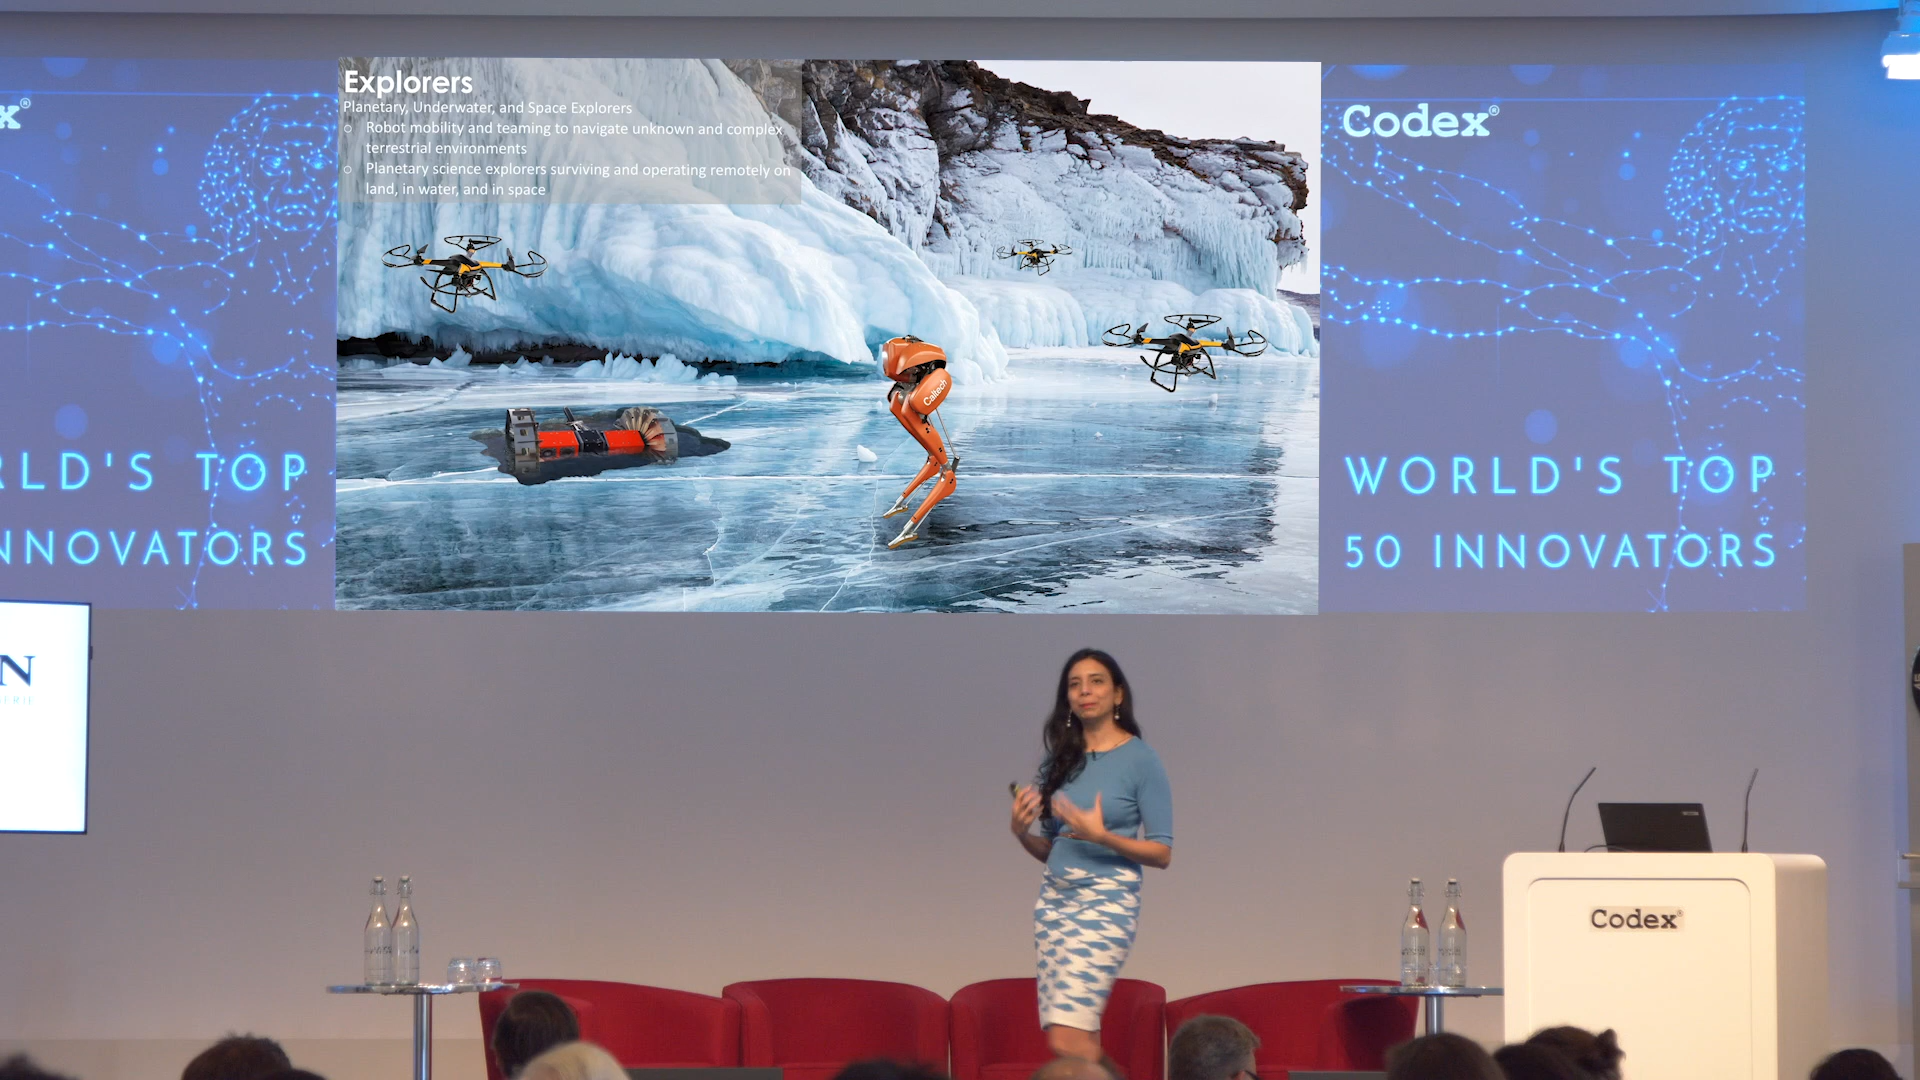 x®
RLD'S TOP
NNOVATORS
N
ERIE
Explorers
Planetary, Underwater, and Space Explorers
○ Robot mobility and teaming to navigate unknown and complex
terrestrial environments
○ Planetary science explorers surviving and operating remotely on
land, in water, and in space
Caltech
Codex®
WORLD'S TOP
50 INNOVATORS
Codex®